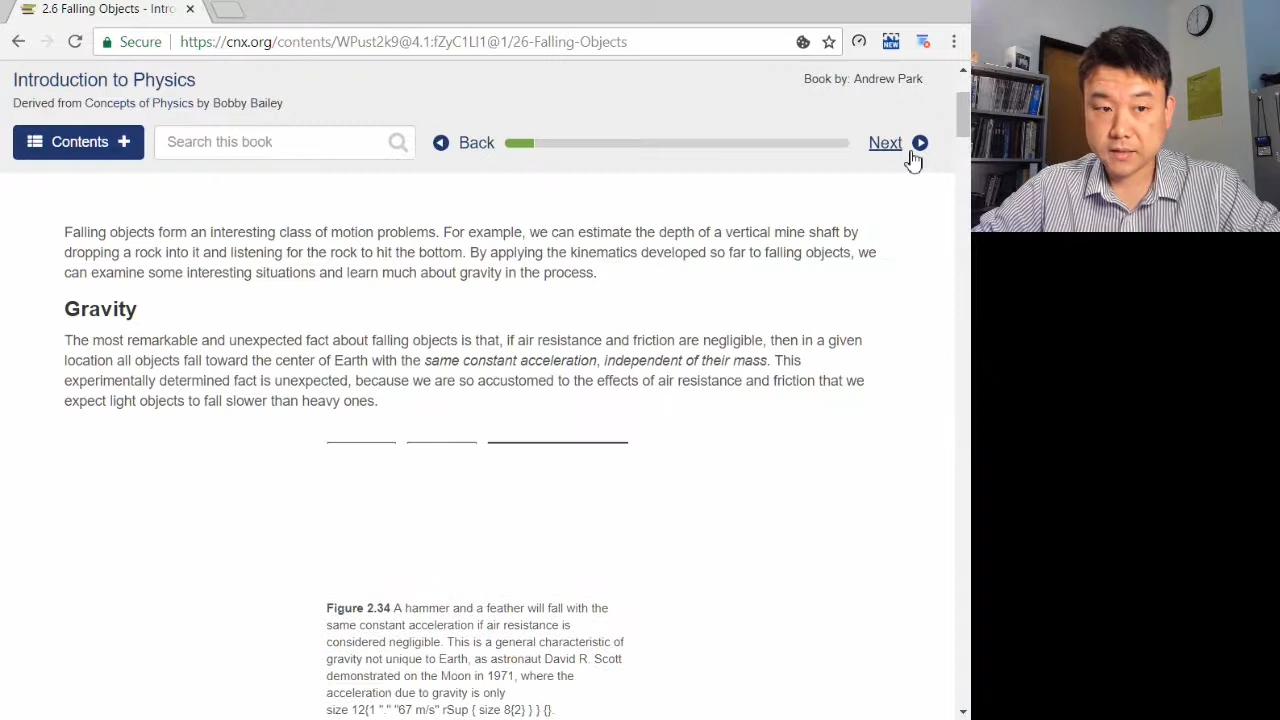 2.6 Falling Objects - Intro
Secure
https://cnx.org/contents/WPust2k9@4.1:fZyC1LI1@1/26-Falling-Objects
NEW
Introduction to Physics
Book by: Andrew Park
Derived from Concepts of Physics by Bobby Bailey
Contents +
Search this book
Back
Next
Falling objects form an interesting class of motion problems. For example, we can estimate the depth of a vertical mine shaft by
dropping a rock into it and listening for the rock to hit the bottom. By applying the kinematics developed so far to falling objects, we
can examine some interesting situations and learn much about gravity in the process.
Gravity
The most remarkable and unexpected fact about falling objects is that, if air resistance and friction are negligible, then in a given
location all objects fall toward the center of Earth with the same constant acceleration, independent of their mass. This
experimentally determined fact is unexpected, because we are so accustomed to the effects of air resistance and friction that we
expect light objects to fall slower than heavy ones.
Figure 2.34 A hammer and a feather will fall with the
same constant acceleration if air resistance is
considered negligible. This is a general characteristic of
gravity not unique to Earth, as astronaut David R. Scott
demonstrated on the Moon in 1971, where the
acceleration due to gravity is only
size 12{1 "." "67 m/s" rSup { size 8{2} } } {}.